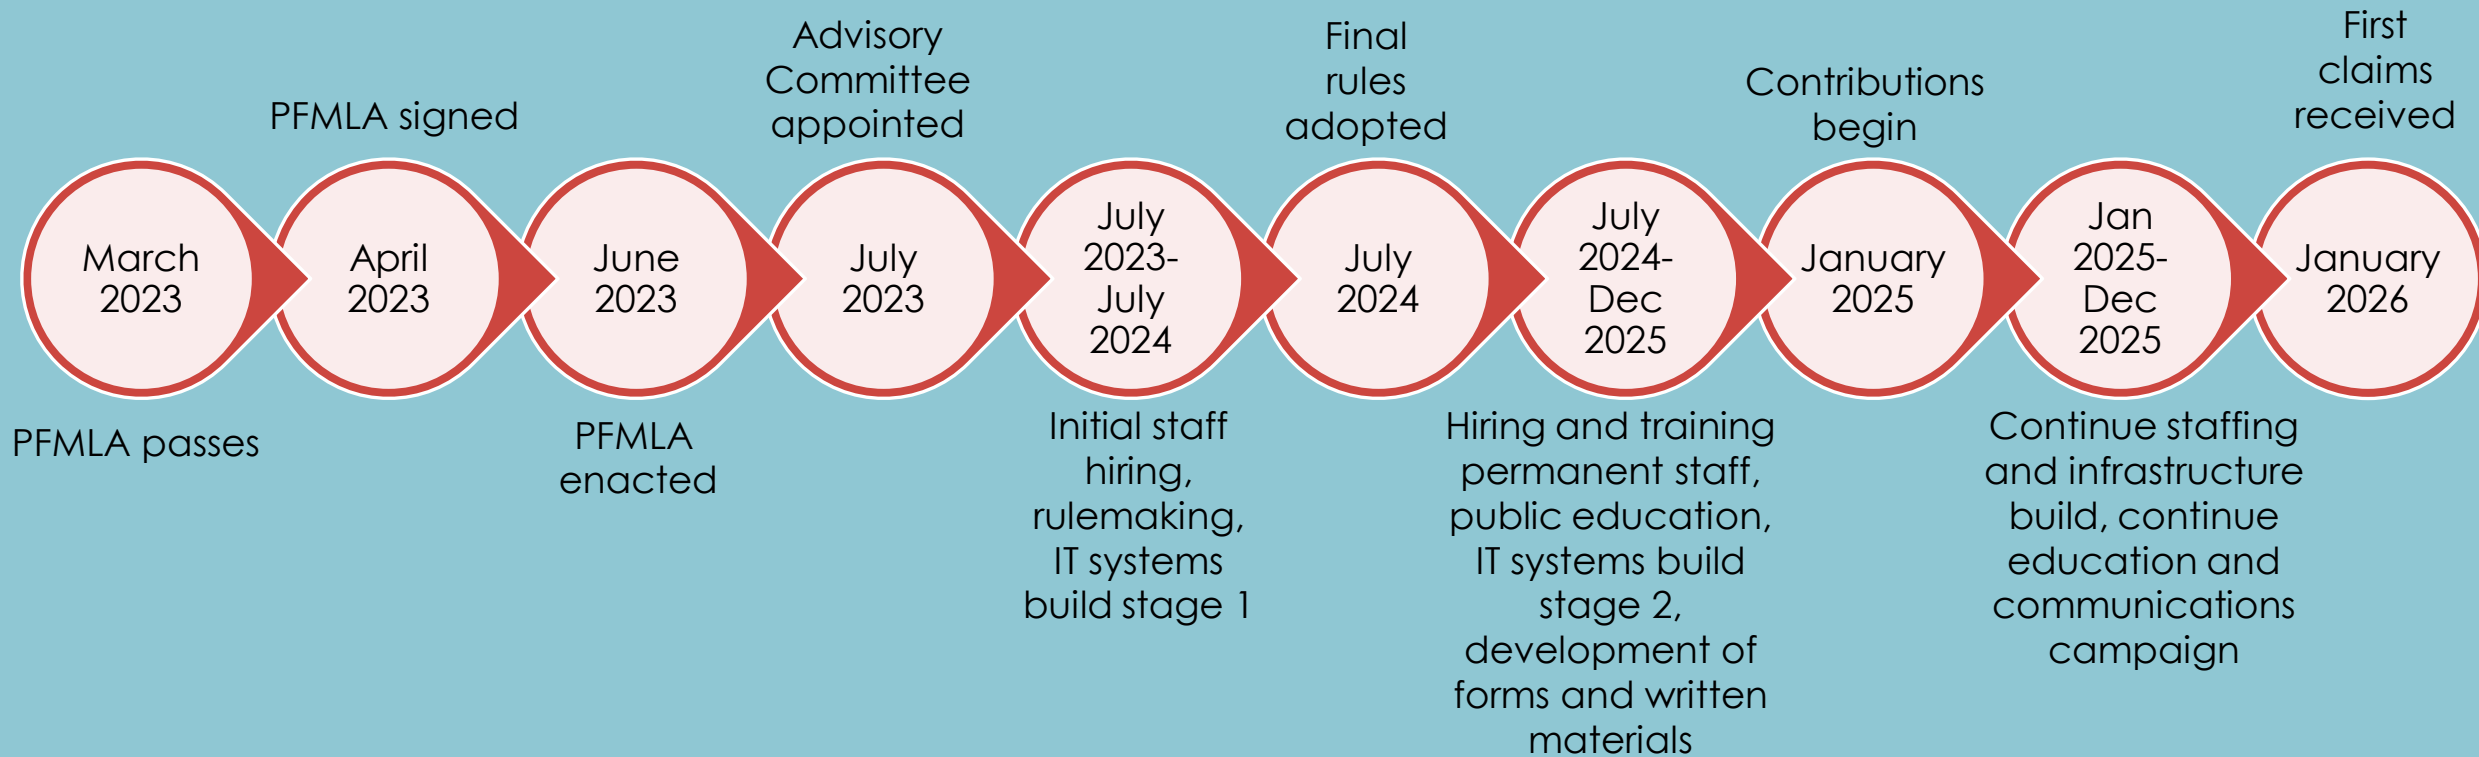 March
2023
PFMLA passes
PFMLA signed
April
2023
June
2023
PFMLA
enacted
Advisory
Committee
appointed
July
2023
July
2023-
July
2024
Initial staff
hiring,
rulemaking,
IT systems
build stage 1
Final
rules
adopted
July
2024
July
2024-
Dec
2025
Hiring and training
permanent staff,
public education,
IT systems build
stage 2,
development of
forms and written
materials
Contributions
begin
January
2025
Jan
2025-
Dec
2025
Continue staffing
and infrastructure
build, continue
education and
communications
campaign
First
claims
received
January
2026